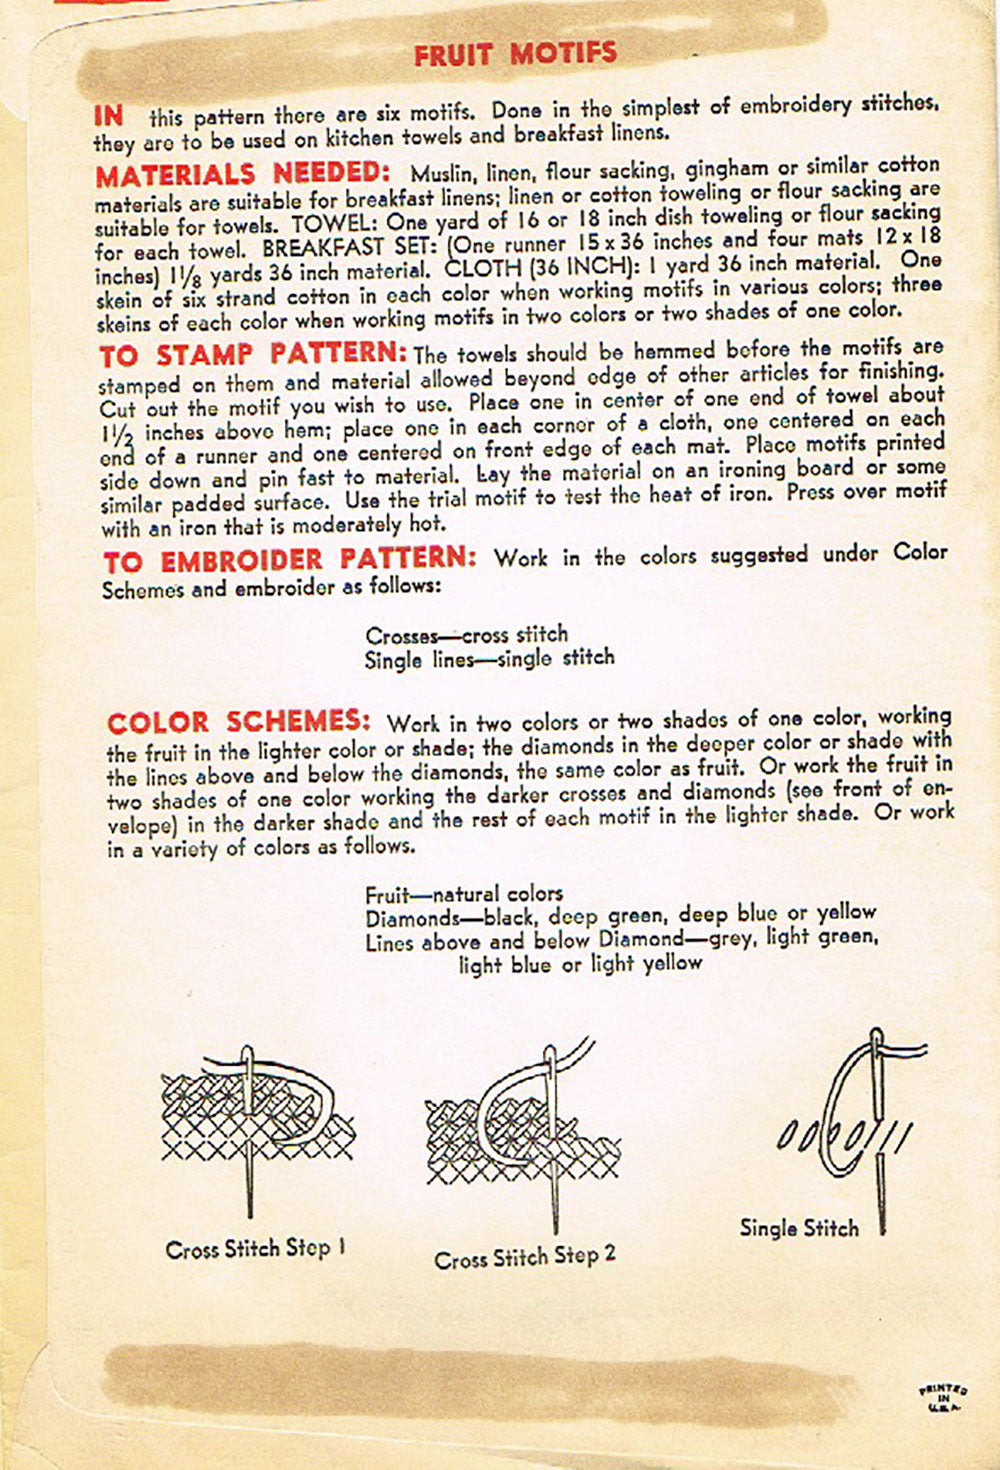 FRUIT MOTIFS
IN this pattern there are six motifs. Done in the simplest of embroidery stitches,
they are to be used on kitchen towels and breakfast linens.
MATERIALS NEEDED: Muslin, linen, flour sacking, gingham or similar cotton
materials are suitable for breakfast linens; linen or cotton toweling or flour sacking are
suitable for towels. TOWEL: One yard of 16 or 18 inch dish toweling or flour sacking
for each towel. BREAKFAST SET: (One runner 15 x 36 inches and four mats 12 x 18
inches) 1 1/8 yards 36 inch material. CLOTH (36 INCH): 1 yard 36 inch material. One
skein of six strand cotton in each color when working motifs in various colors; three
skeins of each color when working motifs in two colors or two shades of one color.
TO STAMP PATTERN: The towels should be hemmed before the motifs are
stamped on them and material allowed beyond edge of other articles for finishing.
Cut out the motif you wish to use. Place one in center of one end of towel about
1 1/2 inches above hem; place one in each corner of a cloth, one centered on each
end of a runner and one centered on front edge of each mat. Place motifs printed
side down and pin fast to material. Lay the material on an ironing board or some
similar padded surface. Use the trial motif to test the heat of iron. Press over motif
with an iron that is moderately hot.
TO EMBROIDER PATTERN: Work in the colors suggested under Color
Schemes and embroider as follows:
Crosses—cross stitch
Single lines—single stitch
COLOR SCHEMES: Work in two colors or two shades of one color, working
the fruit in the lighter color or shade; the diamonds in the deeper color or shade with
the lines above and below the diamonds, the same color as fruit. Or work the fruit in
two shades of one color working the darker crosses and diamonds (see front of en-
velope) in the darker shade and the rest of each motif in the lighter shade. Or work
in a variety of colors as follows.
Fruit—natural colors
Diamonds—black, deep green, deep blue or yellow
Lines above and below Diamond—grey, light green,
light blue or light yellow
Cross Stitch Step 1
Cross Stitch Step 2
Single Stitch
PRINTED
IN
U.S.A.